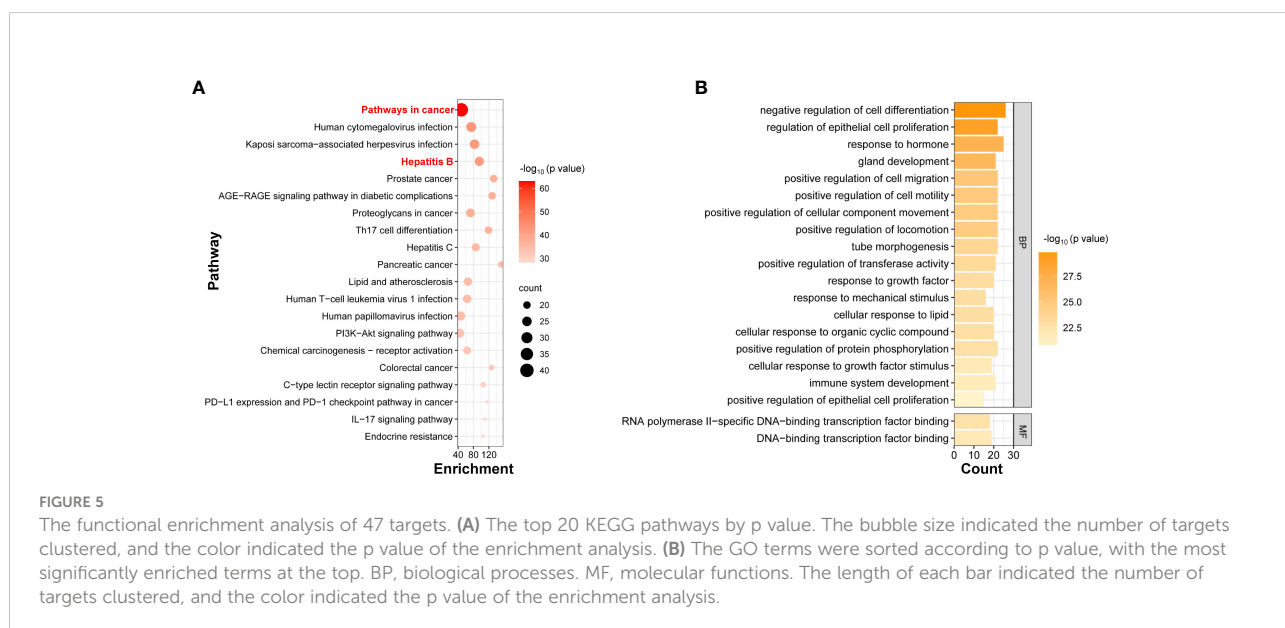 A
Pathway
Pathways in cancer
Human cytomegalovirus infection
Kaposi sarcoma−associated herpesvirus infection
Hepatitis B
Prostate cancer
AGE−RAGE signaling pathway in diabetic complications
Proteoglycans in cancer
Th17 cell differentiation
Hepatitis C
Pancreatic cancer
Lipid and atherosclerosis
Human T−cell leukemia virus 1 infection
Human papillomavirus infection
PI3K−Akt signaling pathway
Chemical carcinogenesis − receptor activation
Colorectal cancer
C−type lectin receptor signaling pathway
PD−L1 expression and PD−1 checkpoint pathway in cancer
IL−17 signaling pathway
Endocrine resistance
40 80 120
Enrichment
-log10 (p value)
60
50
40
30
count
20
25
30
35
40
B
negative regulation of cell differentiation
regulation of epithelial cell proliferation
response to hormone
gland development
positive regulation of cell migration
positive regulation of cell motility
positive regulation of cellular component movement
positive regulation of locomotion
tube morphogenesis
positive regulation of transferase activity
response to growth factor
response to mechanical stimulus
cellular response to lipid
cellular response to organic cyclic compound
positive regulation of protein phosphorylation
cellular response to growth factor stimulus
immune system development
positive regulation of epithelial cell proliferation
BP
RNA polymerase II−specific DNA−binding transcription factor binding
DNA−binding transcription factor binding
MF
0 10 20 30
Count
-log10 (p value)
27.5
25.0
22.5
FIGURE 5
The functional enrichment analysis of 47 targets. (A) The top 20 KEGG pathways by p value. The bubble size indicated the number of targets
clustered, and the color indicated the p value of the enrichment analysis. (B) The GO terms were sorted according to p value, with the most
significantly enriched terms at the top. BP, biological processes. MF, molecular functions. The length of each bar indicated the number of
targets clustered, and the color indicated the p value of the enrichment analysis.